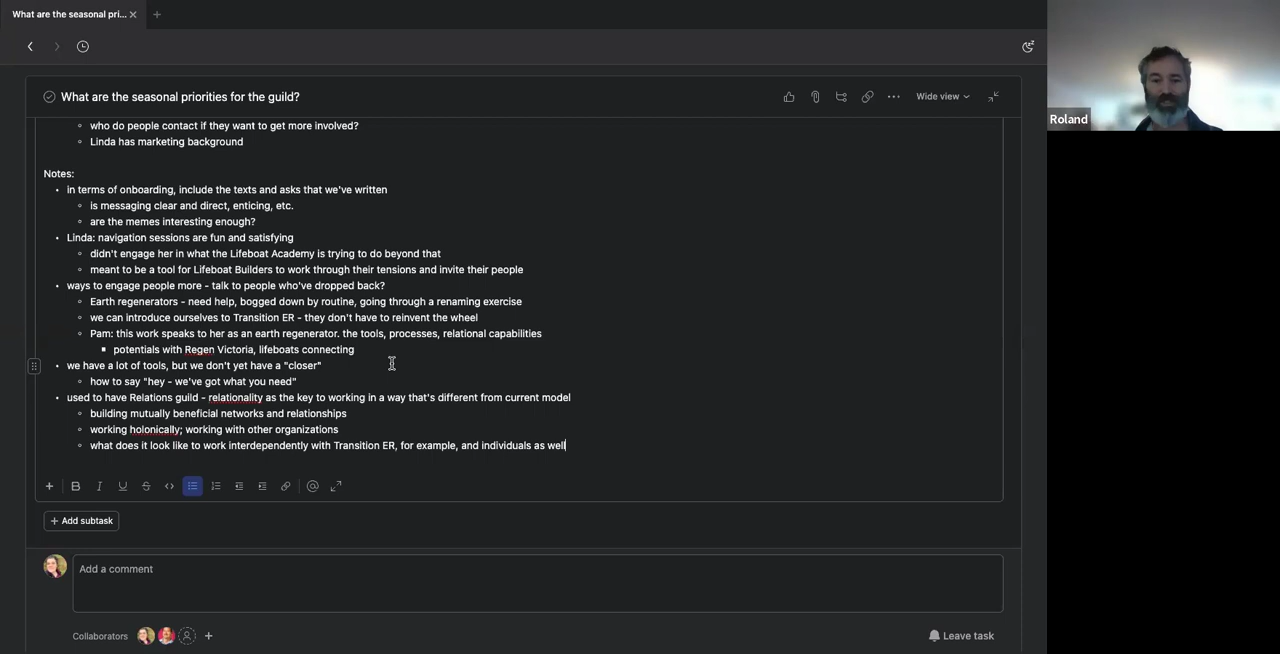 What are the seasonal pri...
What are the seasonal priorities for the guild?
Wide view
who do people contact if they want to get more involved?
Linda has marketing background
Notes:
in terms of onboarding, include the texts and asks that we've written
is messaging clear and direct, enticing, etc.
are the memes interesting enough?
Linda: navigation sessions are fun and satisfying
didn't engage her in what the Lifeboat Academy is trying to do beyond that
meant to be a tool for Lifeboat Builders to work through their tensions and invite their people
ways to engage people more - talk to people who've dropped back?
Earth regenerators - need help, bogged down by routine, going through a renaming exercise
we can introduce ourselves to Transition ER - they don't have to reinvent the wheel
Pam: this work speaks to her as an earth regenerator. the tools, processes, relational capabilities
potentials with Regen Victoria, lifeboats connecting
we have a lot of tools, but we don't yet have a "closer"
how to say "hey - we've got what you need"
used to have Relations guild - relationality as the key to working in a way that's different from current model
building mutually beneficial networks and relationships
working holonically; working with other organizations
what does it look like to work interdependently with Transition ER, for example, and individuals as well
+ Add subtask
Add a comment
Collaborators
Leave task
Roland